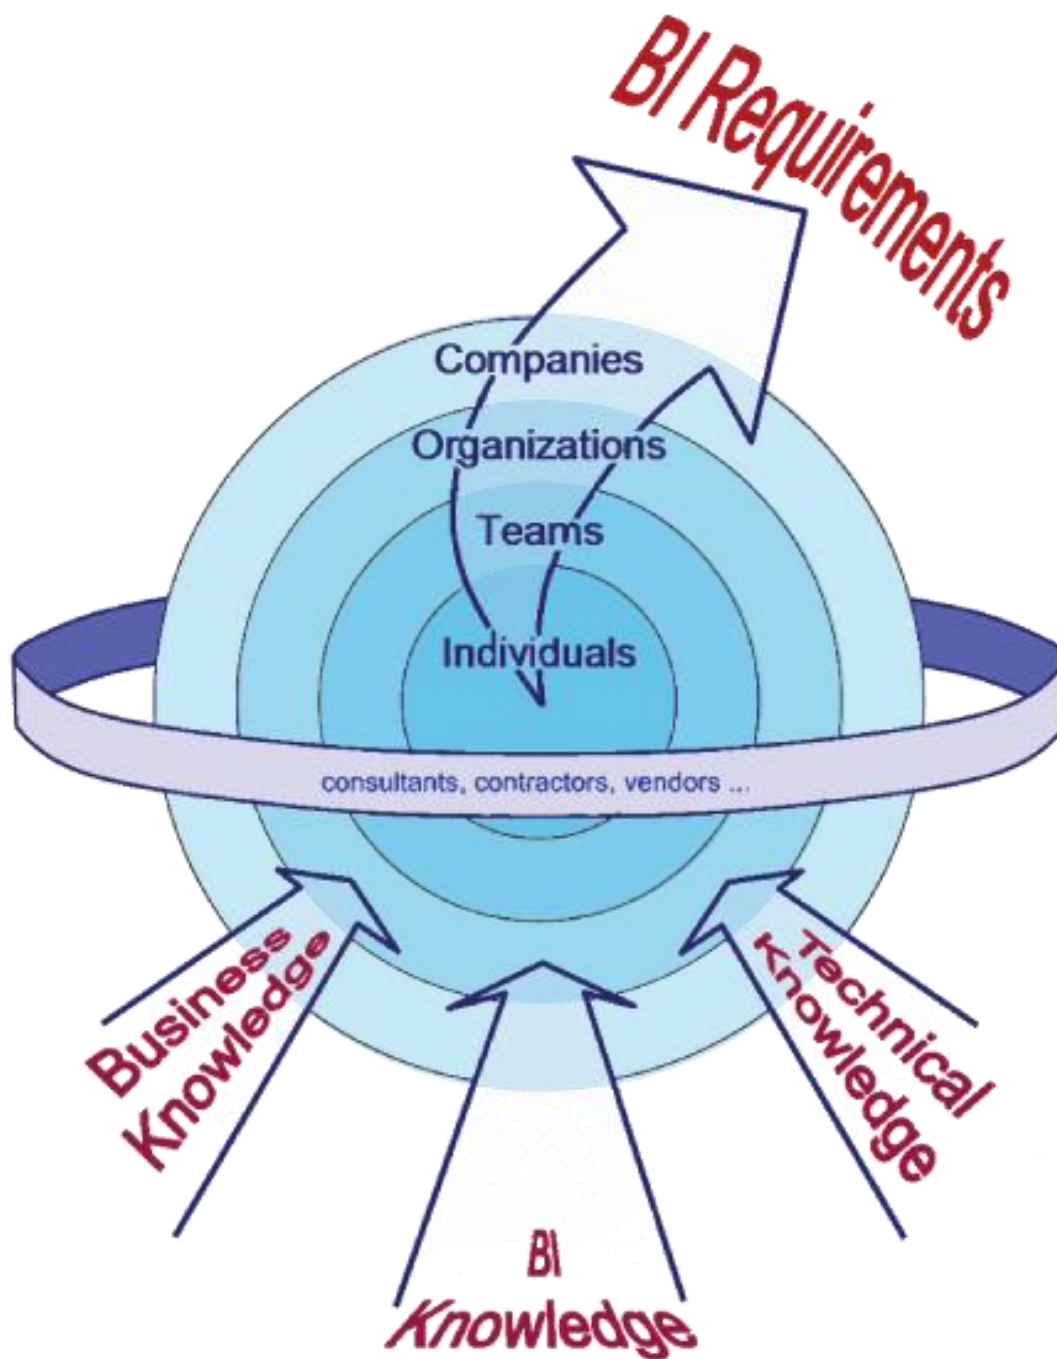 BI Requirements
Companies
Organizations
Teams
Individuals
consultants, contractors, vendors ...
Business
Knowledge
Technical
Knowledge
BI
Knowledge